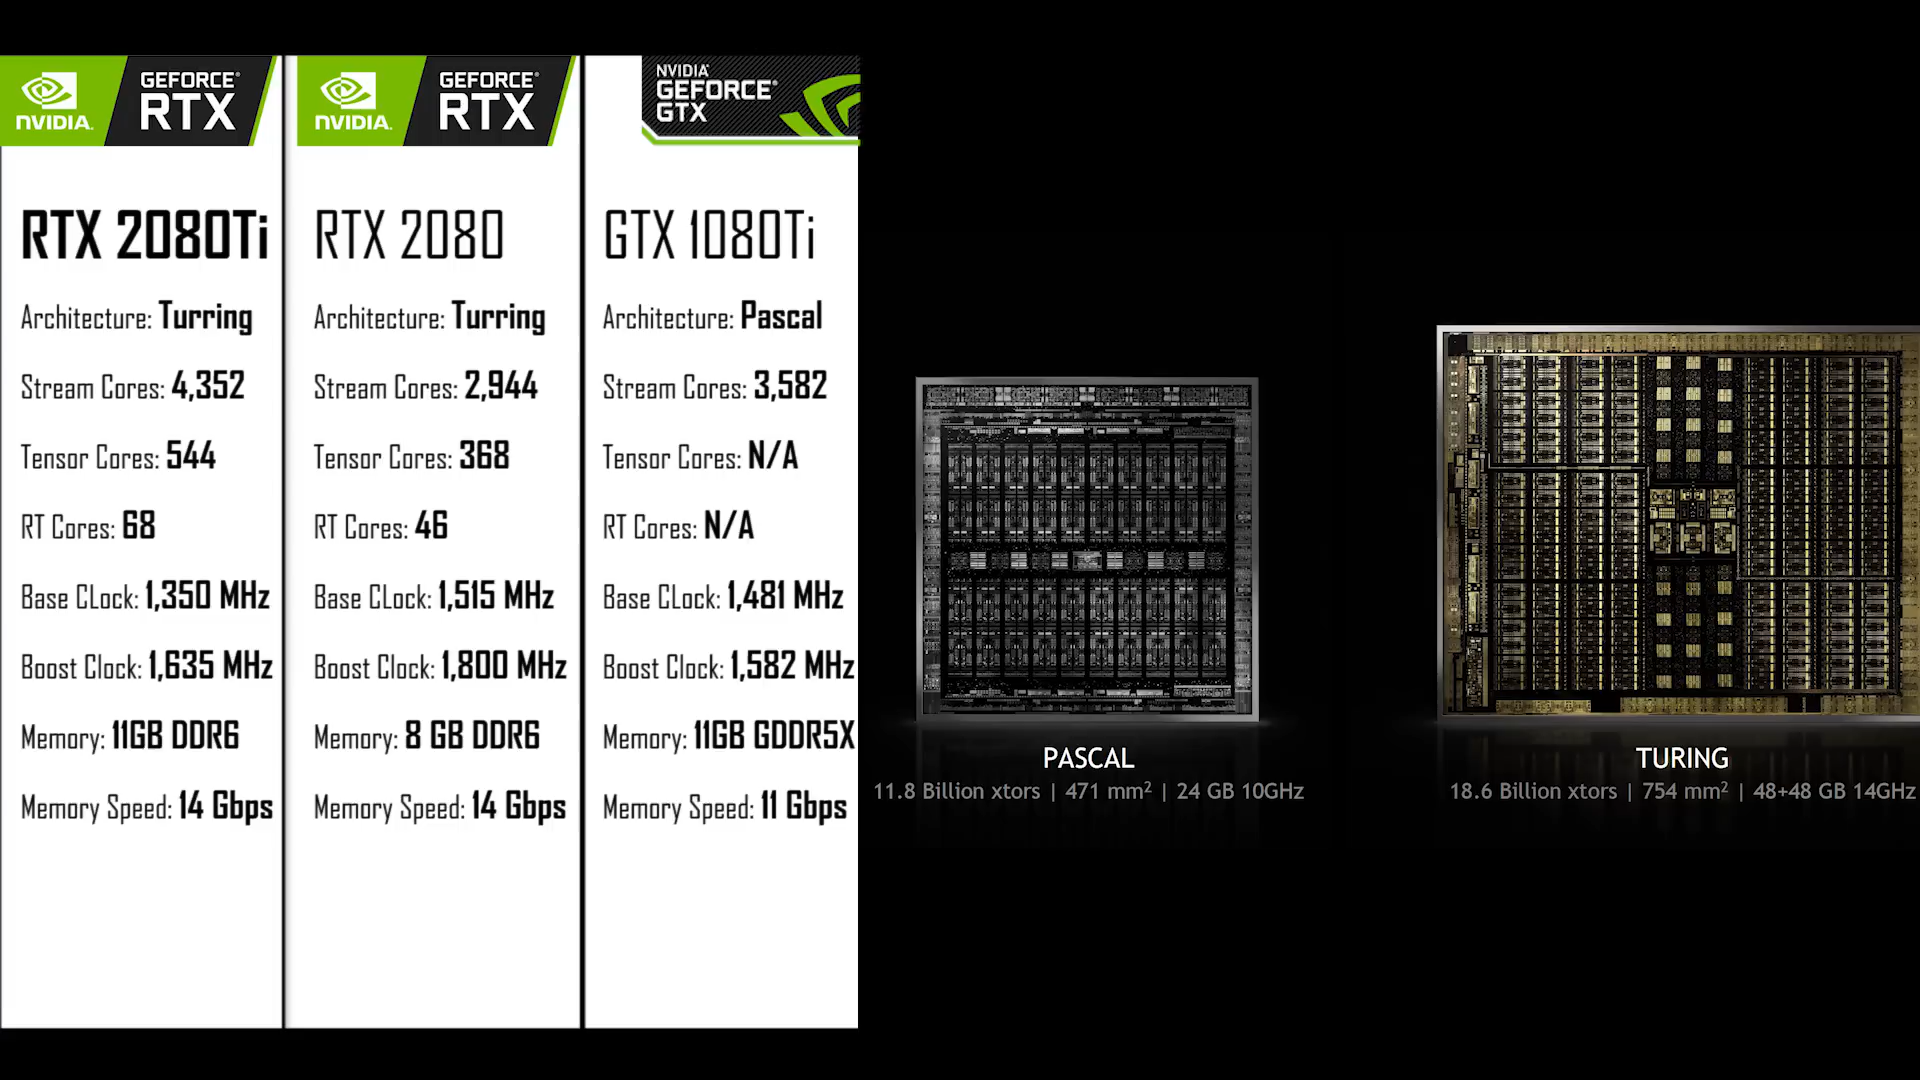 NVIDIA.
GEFORCE®
RTX
RTX 2080Ti
Architecture: Turring
Stream Cores: 4,352
Tensor Cores: 544
RT Cores: 68
Base CLock: 1,350 MHz
Boost Clock: 1,635 MHz
Memory: 11GB DDR6
Memory Speed: 14 Gbps
NVIDIA.
GEFORCE®
RTX
RTX 2080
Architecture: Turring
Stream Cores: 2,944
Tensor Cores: 368
RT Cores: 46
Base CLock: 1,515 MHz
Boost Clock: 1,800 MHz
Memory: 8 GB DDR6
Memory Speed: 14 Gbps
NVIDIA®
GEFORCE®
GTX
GTX 1080Ti
Architecture: Pascal
Stream Cores: 3,582
Tensor Cores: N/A
RT Cores: N/A
Base CLock: 1,481 MHz
Boost Clock: 1,582 MHz
Memory: 11GB GDDR5X
Memory Speed: 11 Gbps
PASCAL
11.8 Billion xtors | 471 mm² | 24 GB 10GHz
TURING
18.6 Billion xtors | 754 mm² | 48+48 GB 14GHz